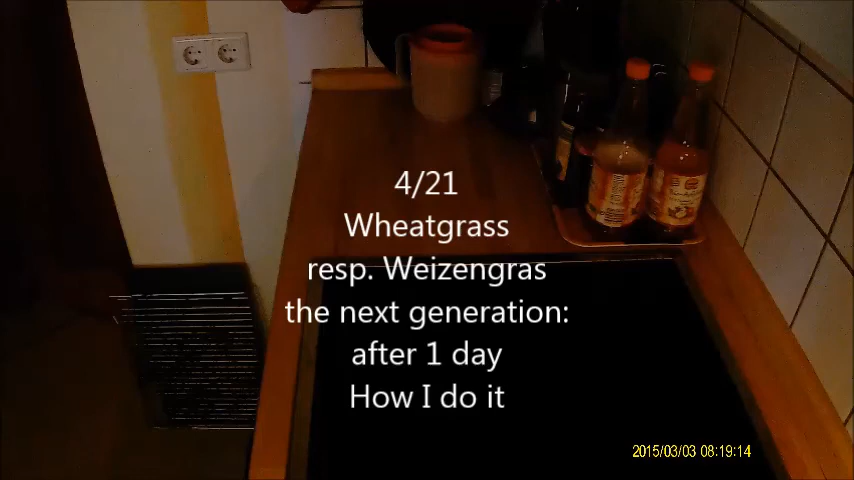 4/21
Wheatgrass
resp. Weizengras
the next generation:
after 1 day
How I do it
2015/03/03 08:19:14